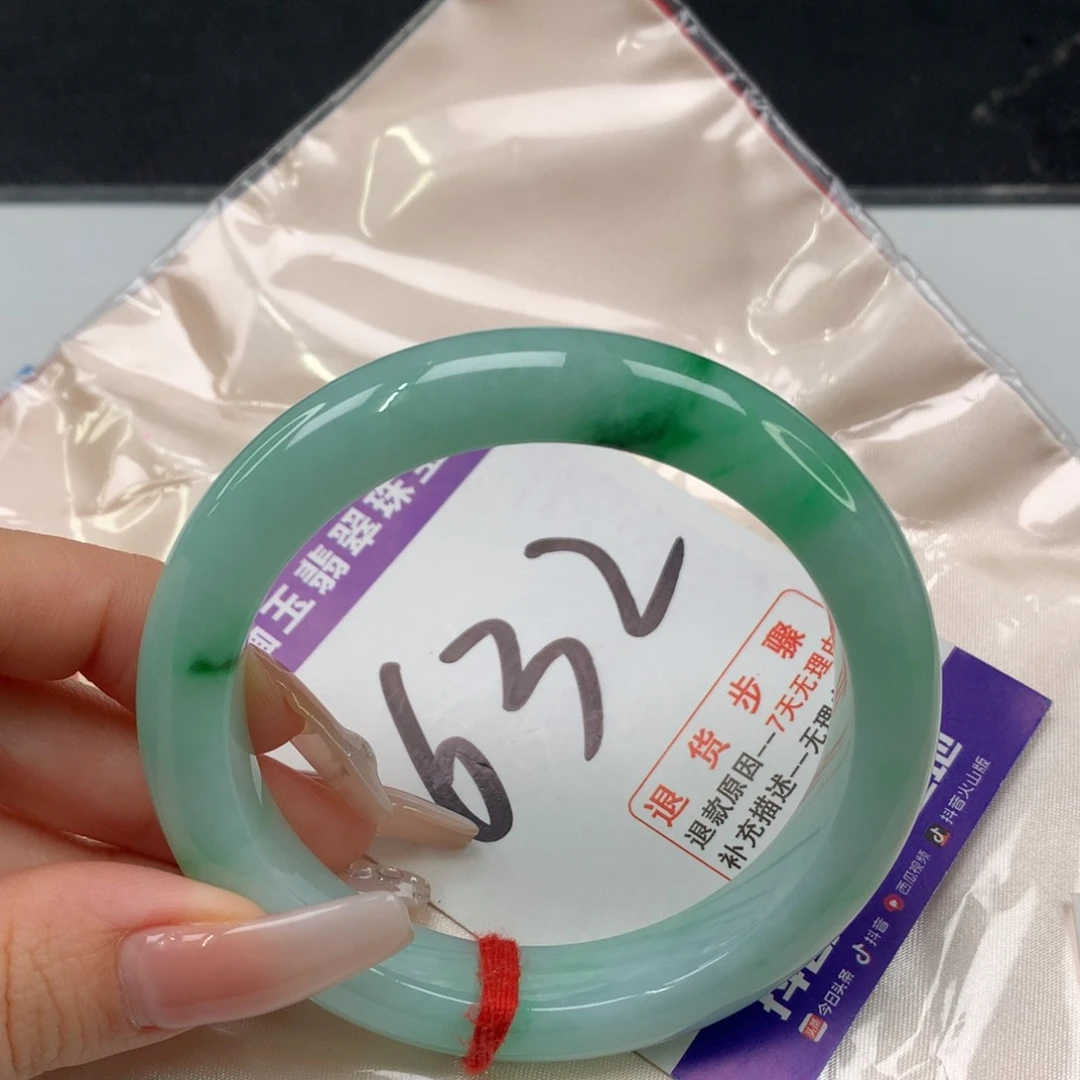 玉翡翠珠
632
退货步骤
退款原因--7天无理由
补充描述--无理
头条 今日头条 抖音 西瓜视频 抖音火山版